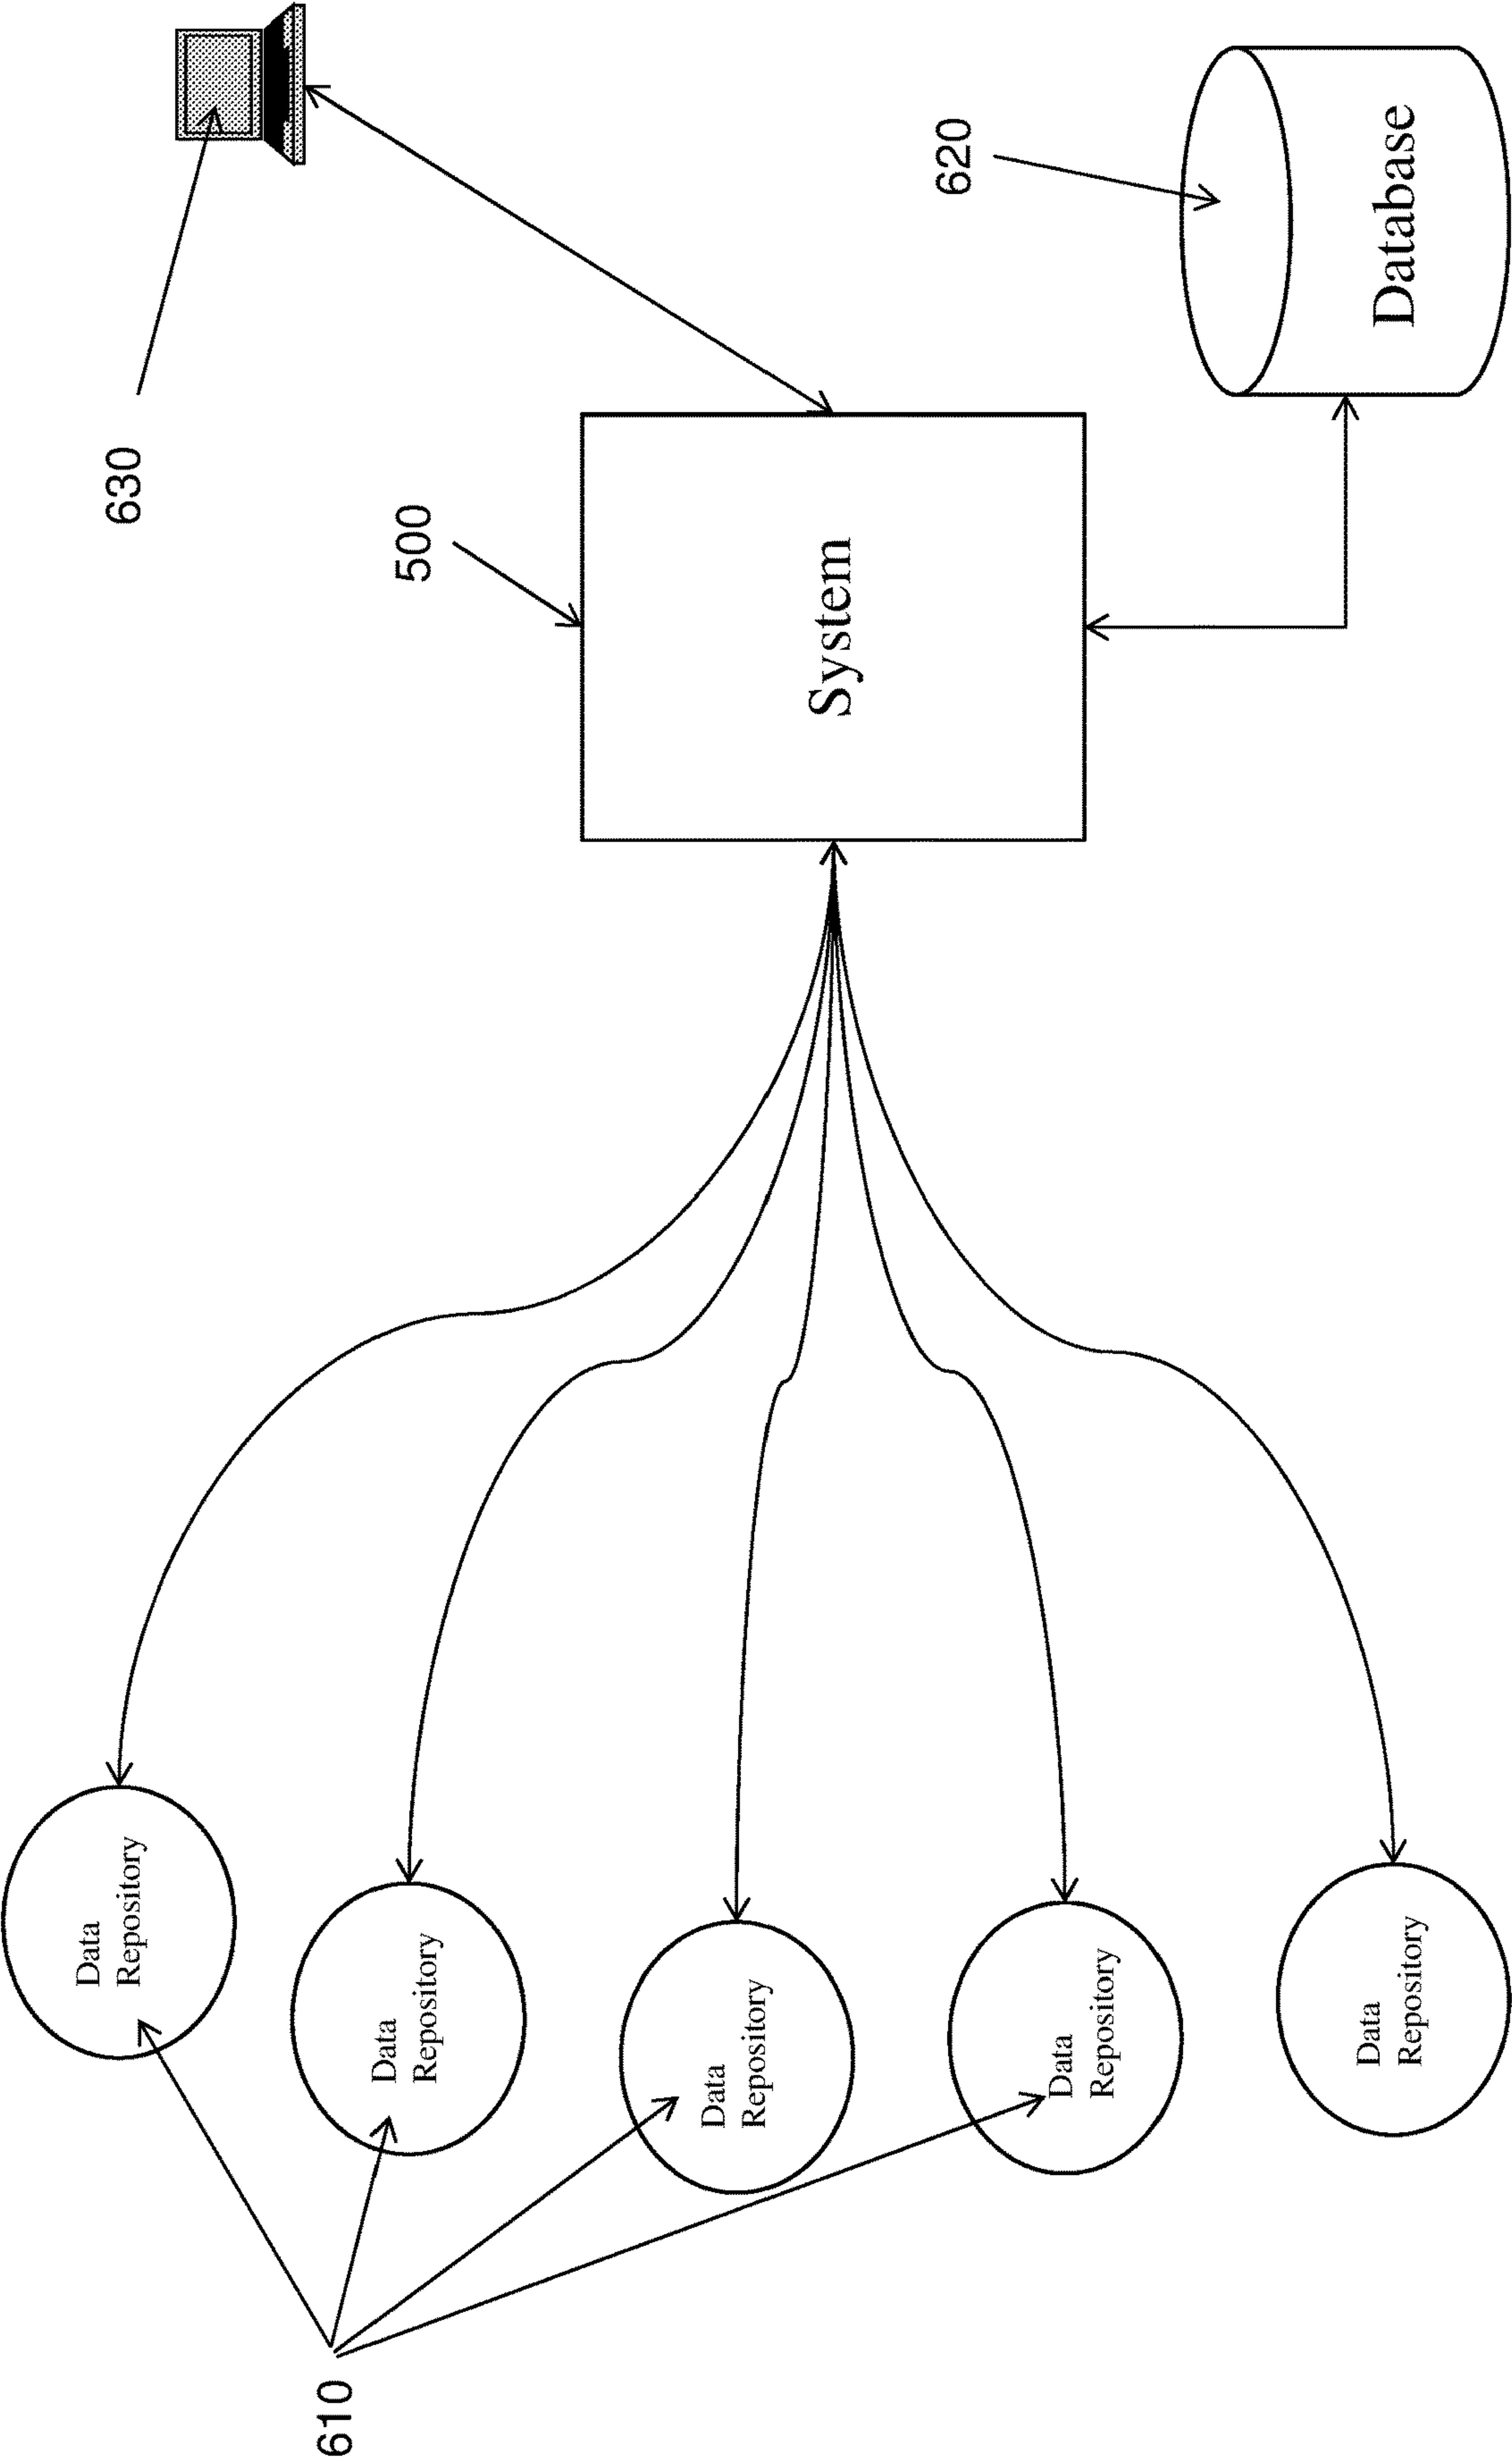 Data
Repository
630
610
Data
Repository
500
Data
Repository
System
620
Data
Repository
Data
Repository
Database